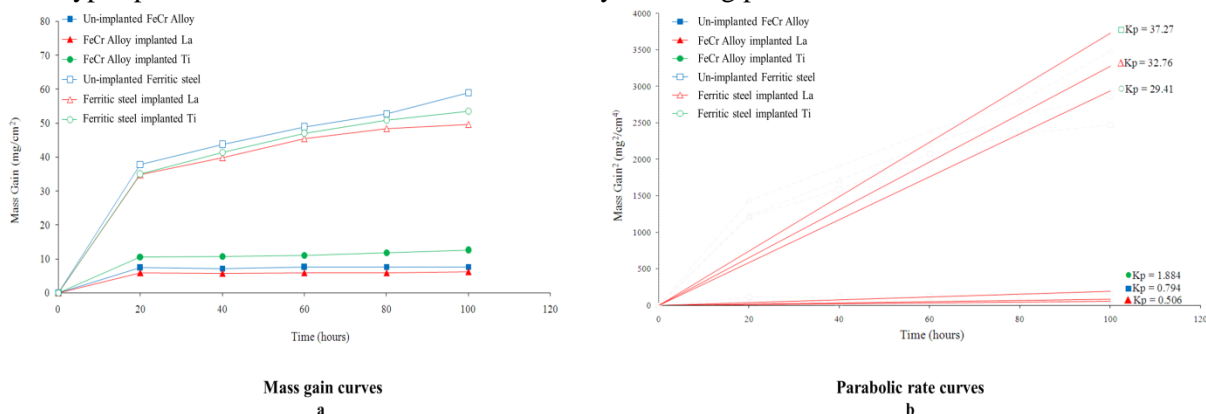 Un-implanted FeCr Alloy
FeCr Alloy implanted La
FeCr Alloy implanted Ti
Un-implanted Ferritic steel
Ferritic steel implanted La
Ferritic steel implanted Ti
Mass Gain (mg/cm²)
80
70
60
50
40
30
20
10
0
0 20 40 60 80 100 120
Time (hours)
Mass gain curves
a
Un-implanted FeCr Alloy
FeCr Alloy implanted La
FeCr Alloy implanted Ti
Un-implanted Ferritic steel
Ferritic steel implanted La
Ferritic steel implanted Ti
Mass Gain² (mg²/cm⁴)
4000
3500
3000
2500
2000
1500
1000
500
0
Kp = 37.27
Kp = 32.76
Kp = 29.41
Kp = 1.884
Kp = 0.794
Kp = 0.506
0 20 40 60 80 100 120
Time (hours)
Parabolic rate curves
b